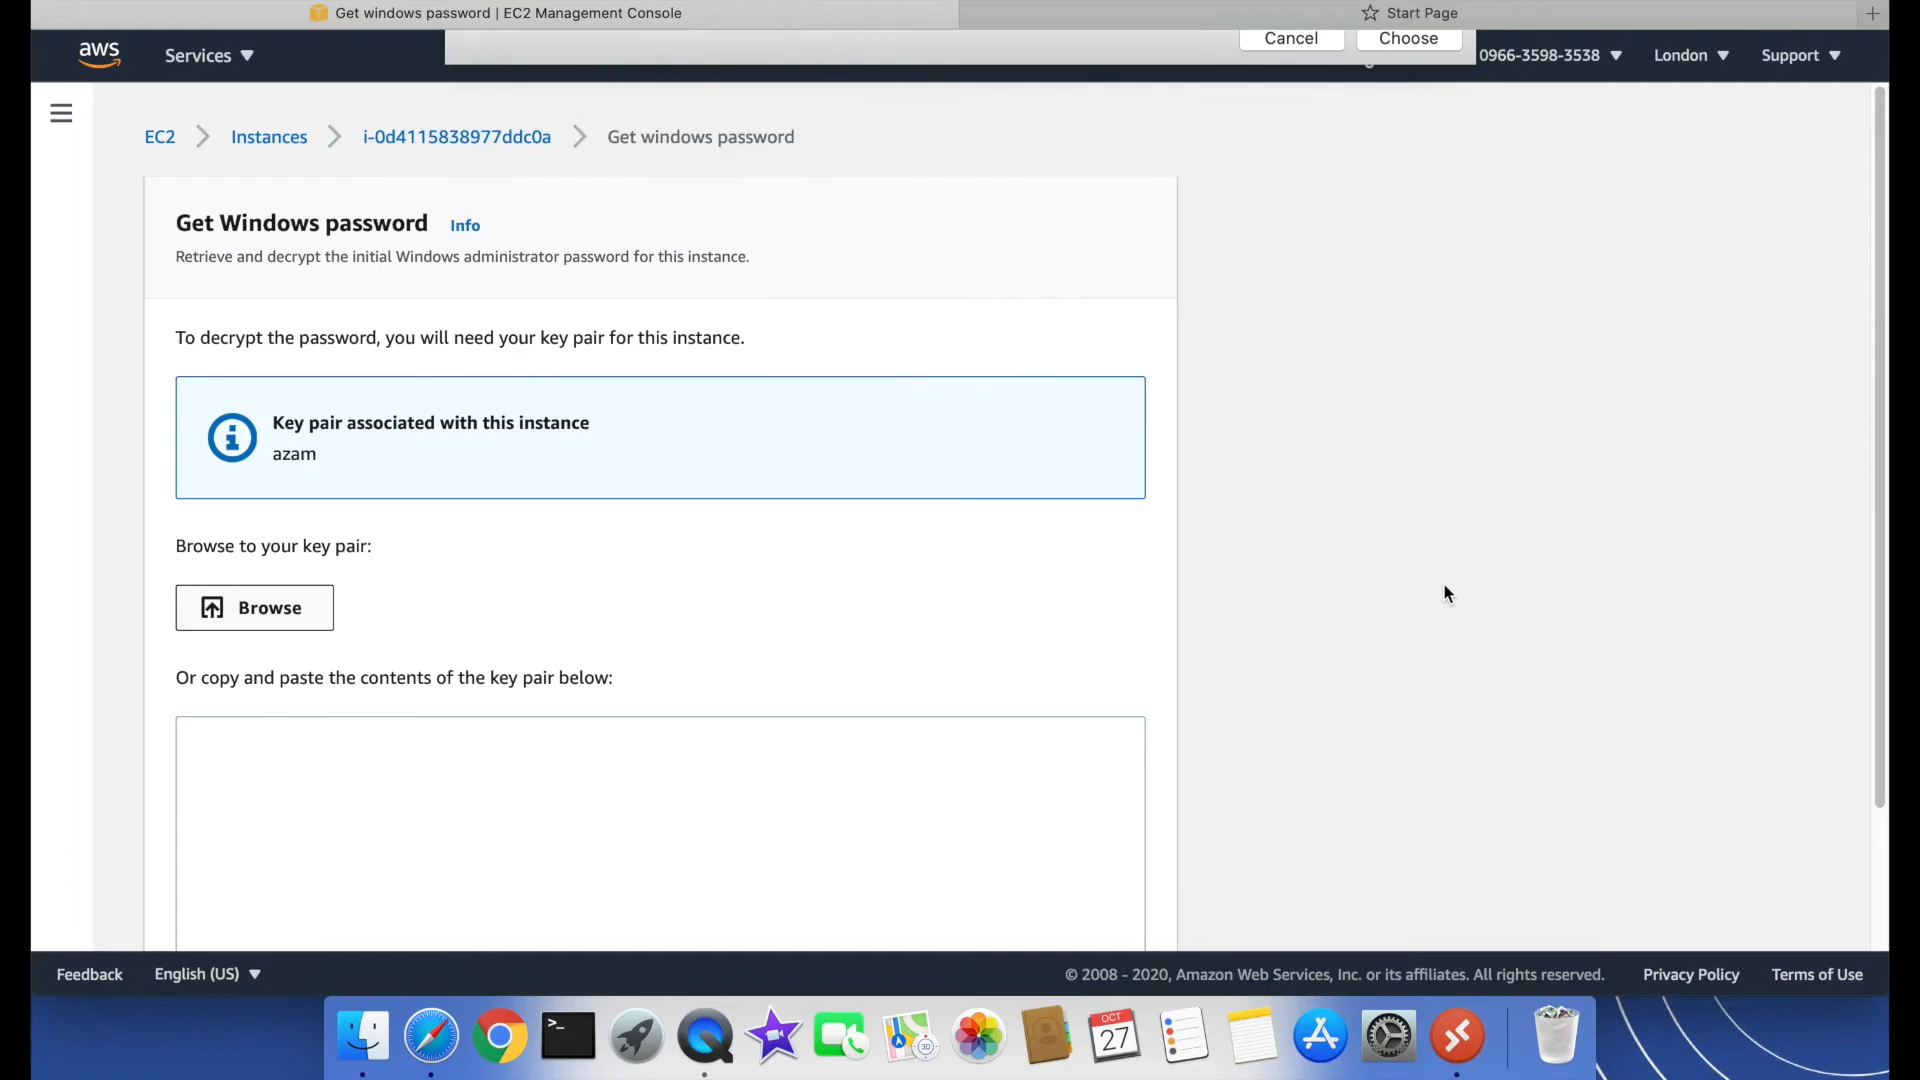 Get windows password | EC2 Management Console
Start Page
aws
Services
Cancel
Choose
0966-3598-3538
London
Support
EC2
Instances
i-0d4115838977ddc0a
Get windows password
Get Windows password
Info
Retrieve and decrypt the initial Windows administrator password for this instance.
To decrypt the password, you will need your key pair for this instance.
Key pair associated with this instance
azam
Browse to your key pair:
Browse
Or copy and paste the contents of the key pair below:
Feedback
English (US)
© 2008 - 2020, Amazon Web Services, Inc. or its affiliates. All rights reserved.
Privacy Policy
Terms of Use
>_
3D
OCT
27